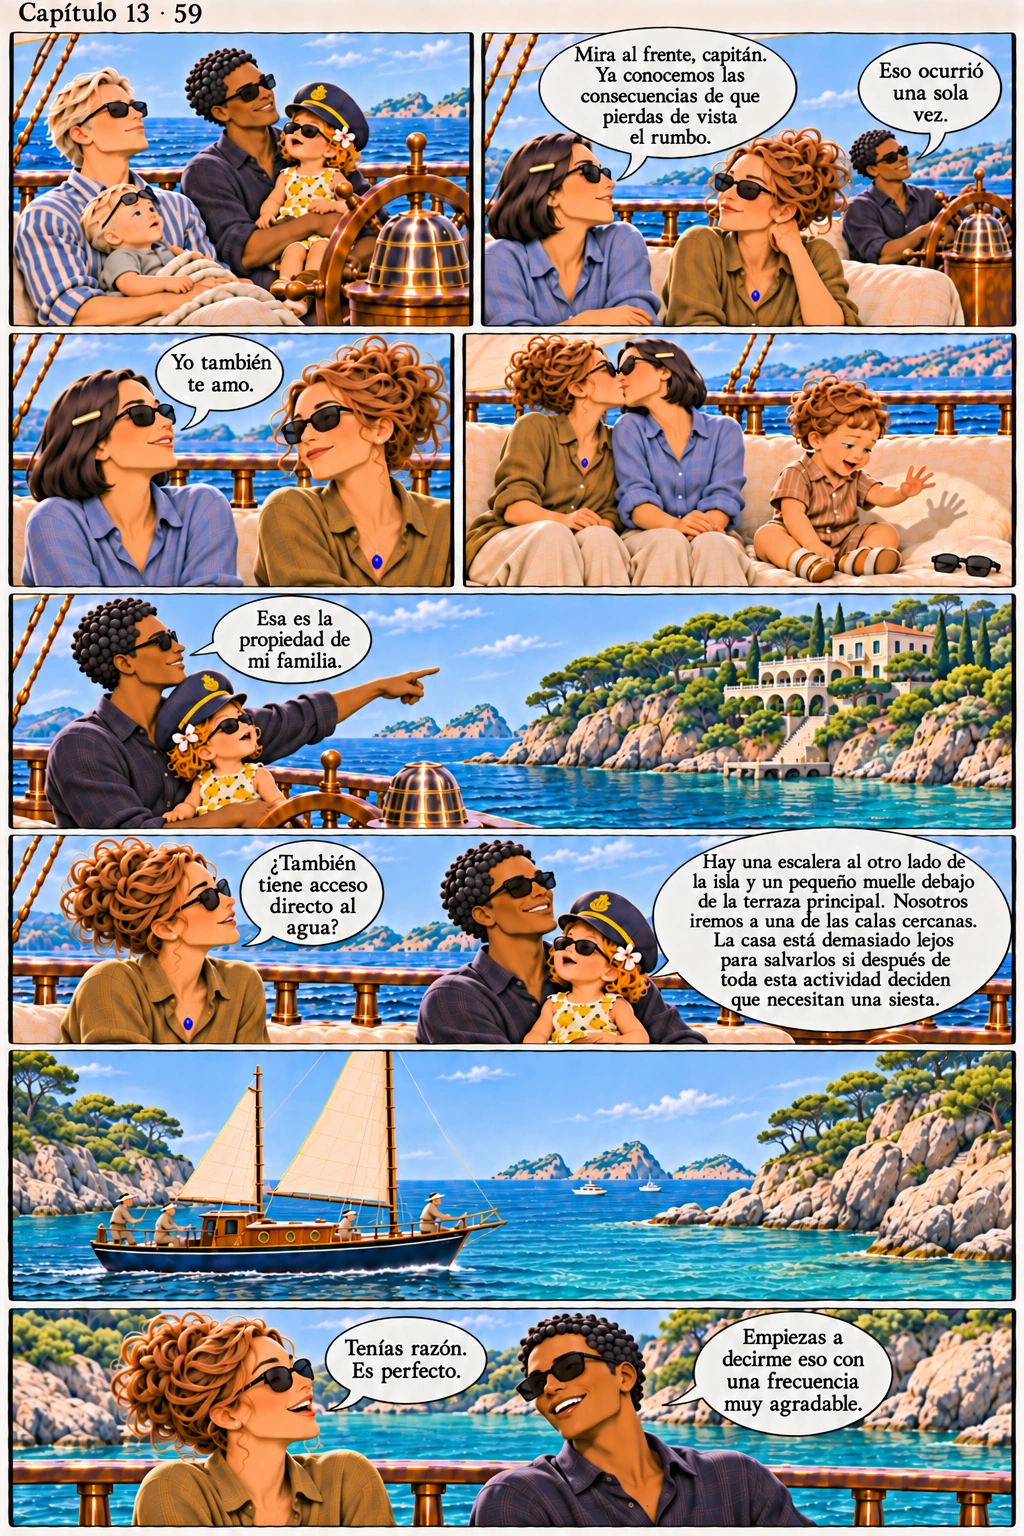 Capítulo 13 · 59
Mira al frente, capitán.
Ya conocemos las
consecuencias de que
pierdas de vista
el rumbo.
Eso ocurrió
una sola
vez.
Yo también
te amo.
Esa es la
propiedad de
mi familia.
¿También
tiene acceso
directo al
agua?
Hay una escalera al otro lado de
la isla y un pequeño muelle debajo
de la terraza principal. Nosotros
iremos a una de las calas cercanas.
La casa está demasiado lejos
para salvarlos si después de
toda esta actividad deciden
que necesitan una siesta.
Tenías razón.
Es perfecto.
Empiezas a
decirme eso con
una frecuencia
muy agradable.